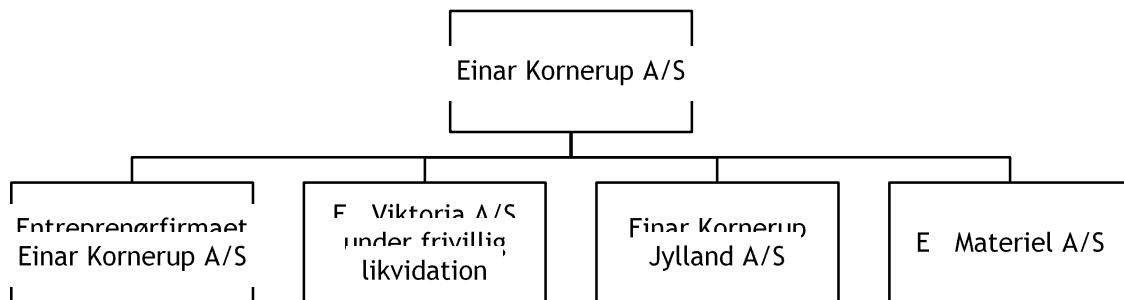 Einar Kornerup A/S
Entreprenørfirmaet
Einar Kornerup A/S
E Viktoria A/S
under frivillig
likvidation
Einar Kornerup
Jylland A/S
E Materiel A/S